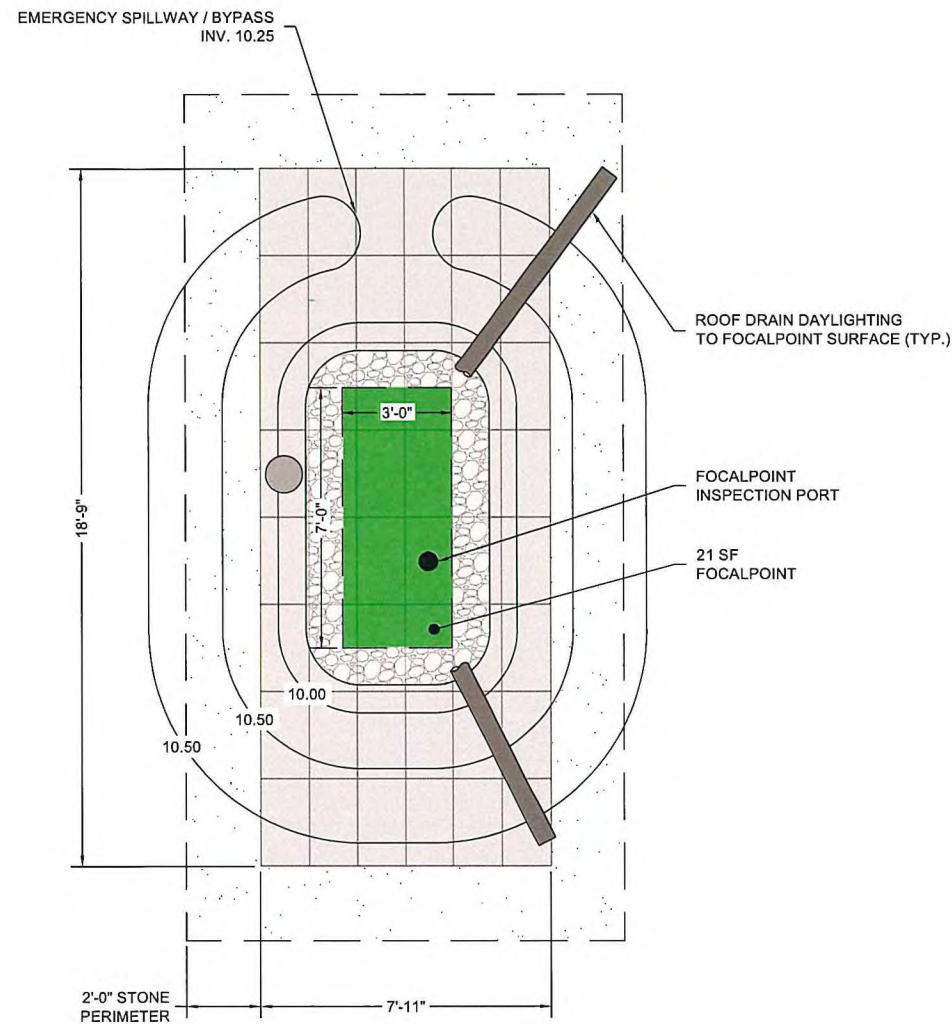 EMERGENCY SPILLWAY / BYPASS
INV. 10.25
ROOF DRAIN DAYLIGHTING
TO FOCALPOINT SURFACE (TYP.)
3'-0"
FOCALPOINT
INSPECTION PORT
7'-0"
18'-9"
21 SF
FOCALPOINT
10.00
10.50
10.50
2'-0" STONE
PERIMETER
7'-11"